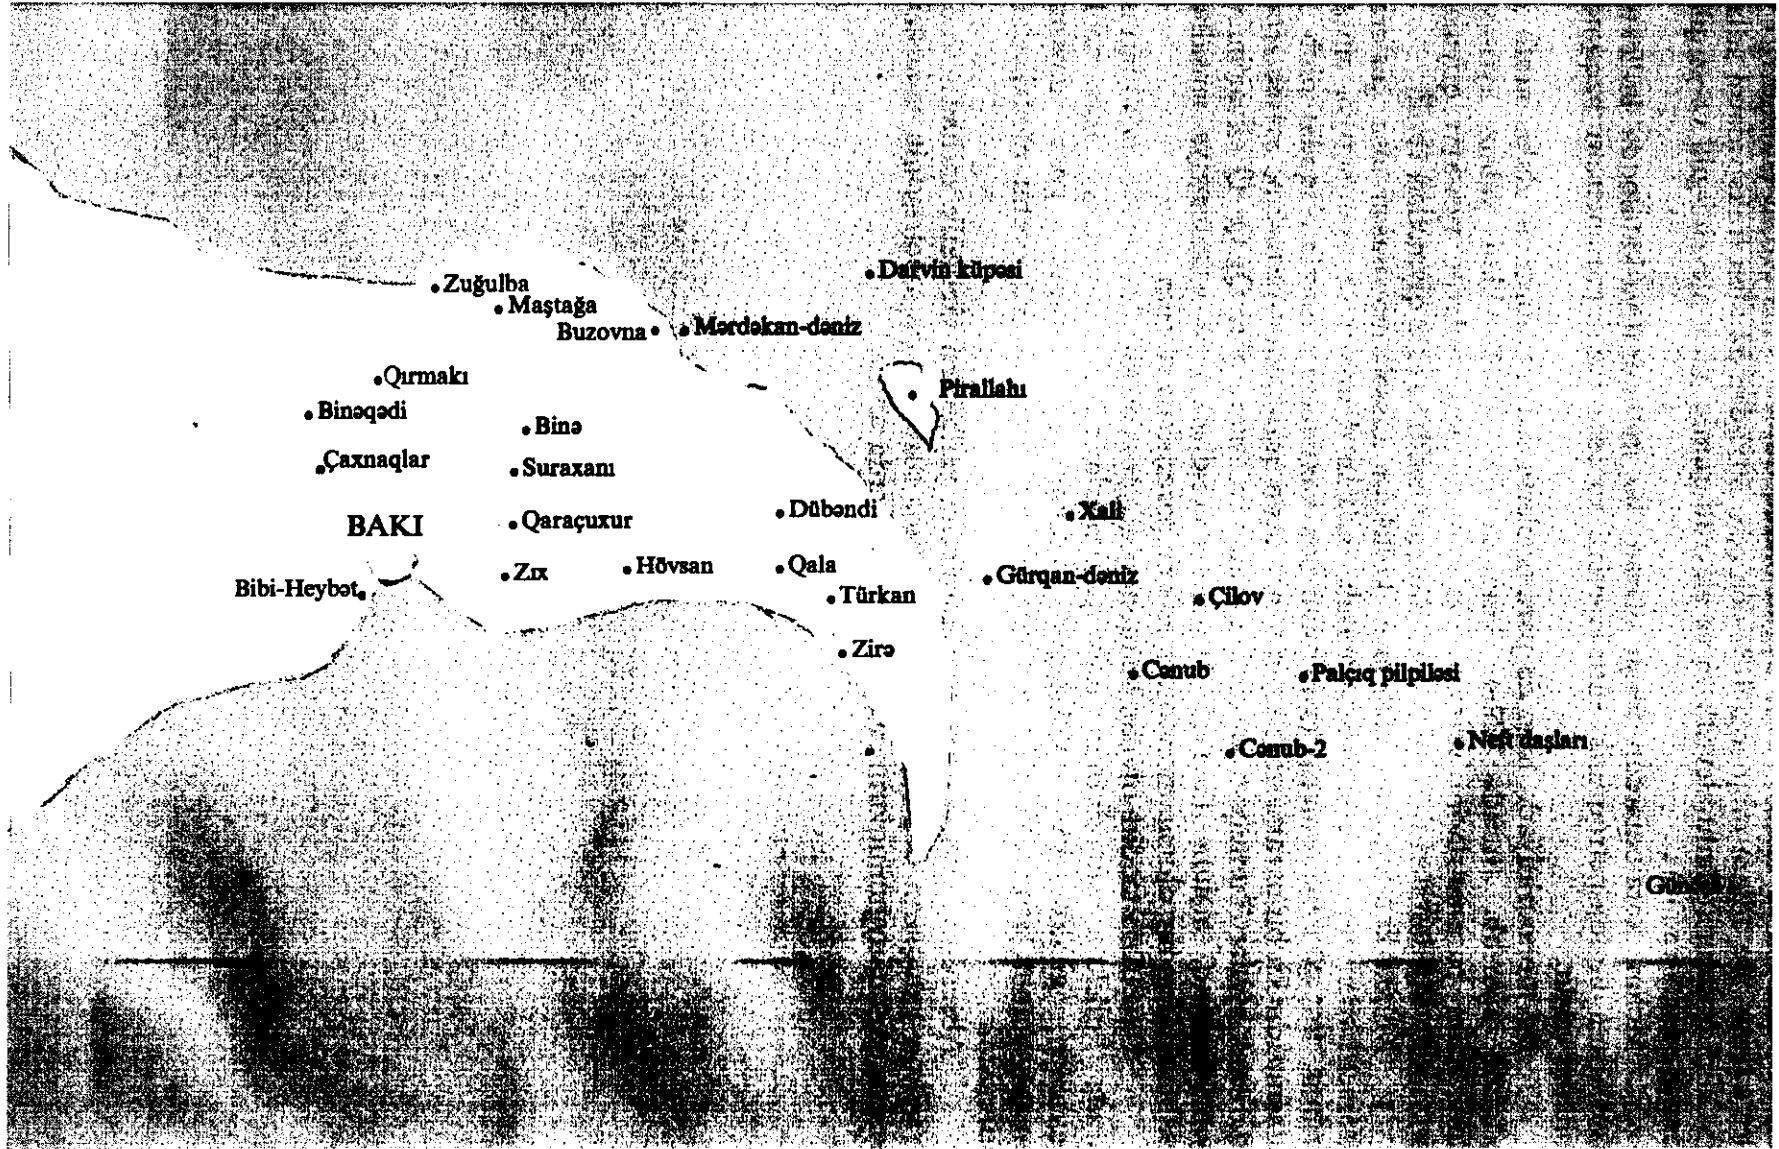 Darvin küpəsi
Zuğulba
Maştağa
Buzovna
Mərdəkan-dəniz
Qırmakı
Pirallahı
Binəqədi
Binə
Çaxnaqlar
Suraxanı
Dübəndi
Xali
BAKI
Qaraçuxur
Hövsan
Qala
Zıx
Gürqan-dəniz
Bibi-Heybət
Türkan
Çilov
Zirə
Cənub
Palçıq pilpiləsi
Neft daşları
Cənub-2